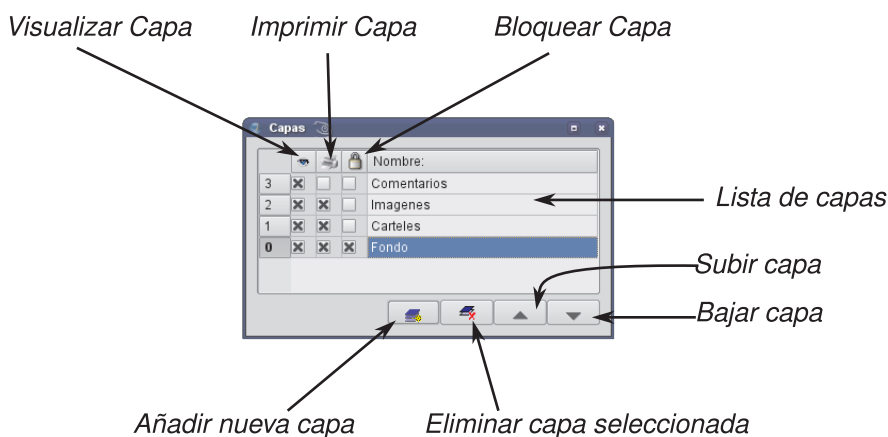 Visualizar Capa Imprimir Capa Bloquear Capa
Capas
Nombre:
3 Comentarios
2 Imagenes
1 Carteles
0 Fondo
Lista de capas
Subir capa
Bajar capa
Añadir nueva capa Eliminar capa seleccionada